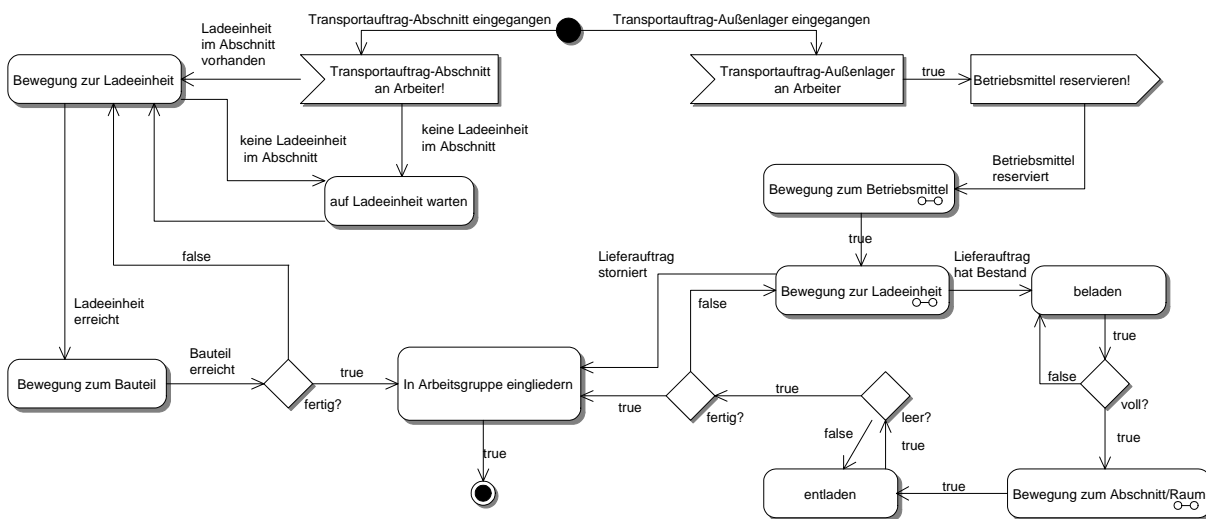 Transportauftrag-Abschnitt eingegangen
Transportauftrag-Außenlager eingegangen
Ladeeinheit
im Abschnitt
vorhanden
Bewegung zur Ladeeinheit
Transportauftrag-Abschnitt
an Arbeiter!
Transportauftrag-Außenlager
an Arbeiter
true
Betriebsmittel reservieren!
keine Ladeeinheit
im Abschnitt
keine Ladeeinheit
im Abschnitt
auf Ladeeinheit warten
Betriebsmittel
reserviert
Bewegung zum Betriebsmittel
true
false
Lieferauftrag
storniert
Lieferauftrag
hat Bestand
Bewegung zur Ladeeinheit
beladen
false
Ladeeinheit
erreicht
true
Bauteil
erreicht
Bewegung zum Bauteil
true
fertig?
In Arbeitsgruppe eingliedern
true
fertig?
true
leer?
false
voll?
false
true
true
true
entladen
true
Bewegung zum Abschnitt/Raum